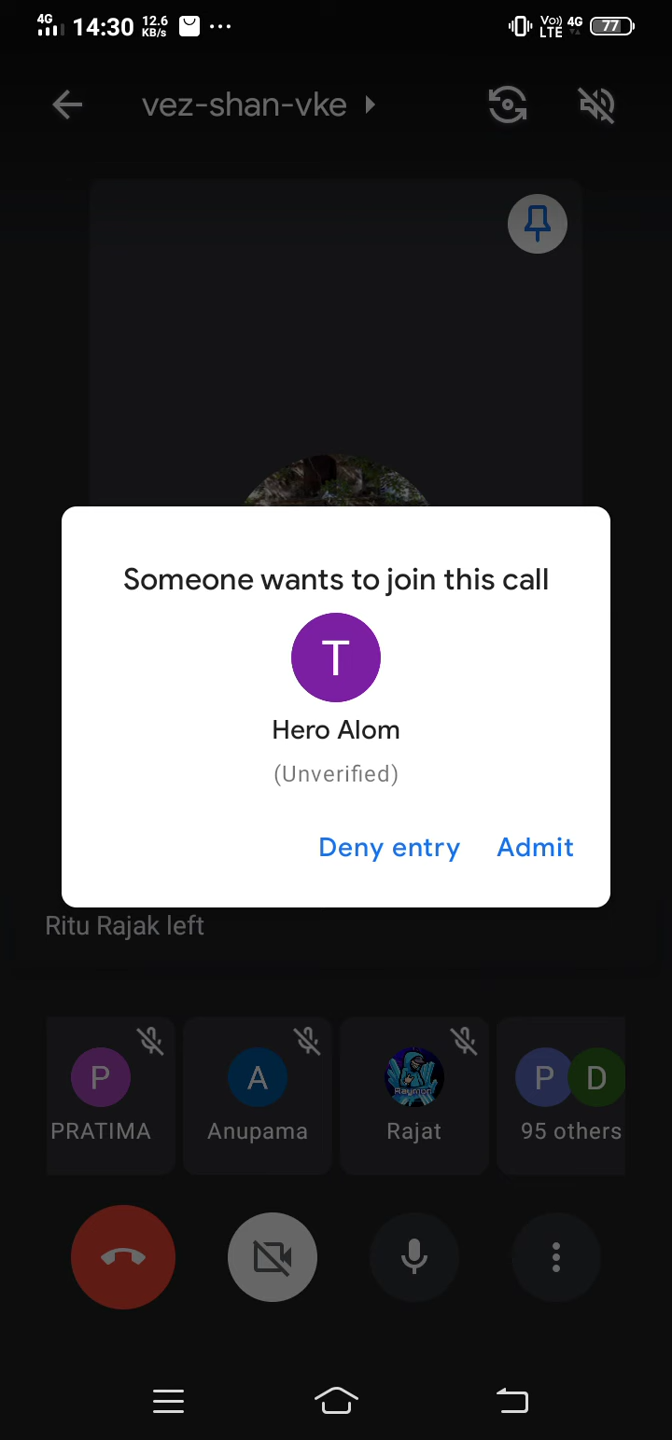 4G 14:30 12.6 KB/s ... Vo)) LTE 4G 77
vez-shan-vke
Someone wants to join this call
T
Hero Alom
(Unverified)
Deny entry Admit
Ritu Rajak left
P A Raymon P D
PRATIMA Anupama Rajat 95 others